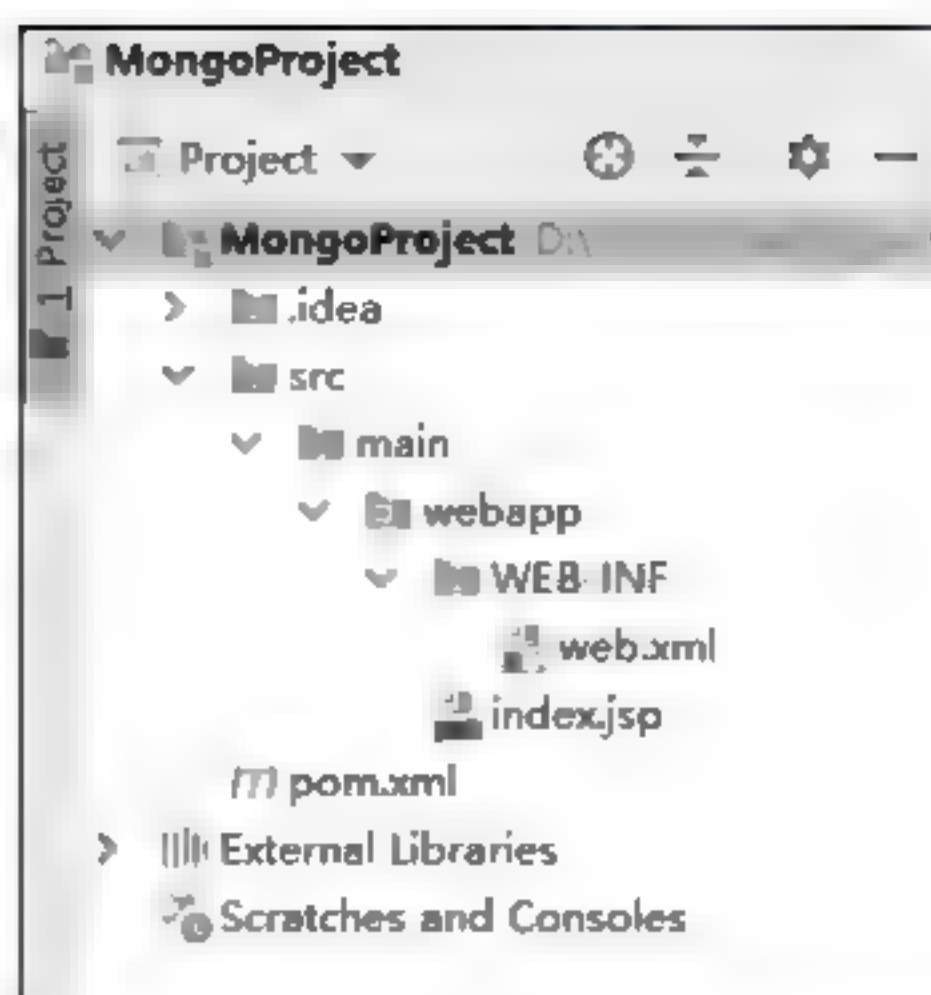 MongoProject
Project
1 Project
MongoProject D:\
.idea
src
main
webapp
WEB-INF
web.xml
index.jsp
pom.xml
External Libraries
Scratches and Consoles